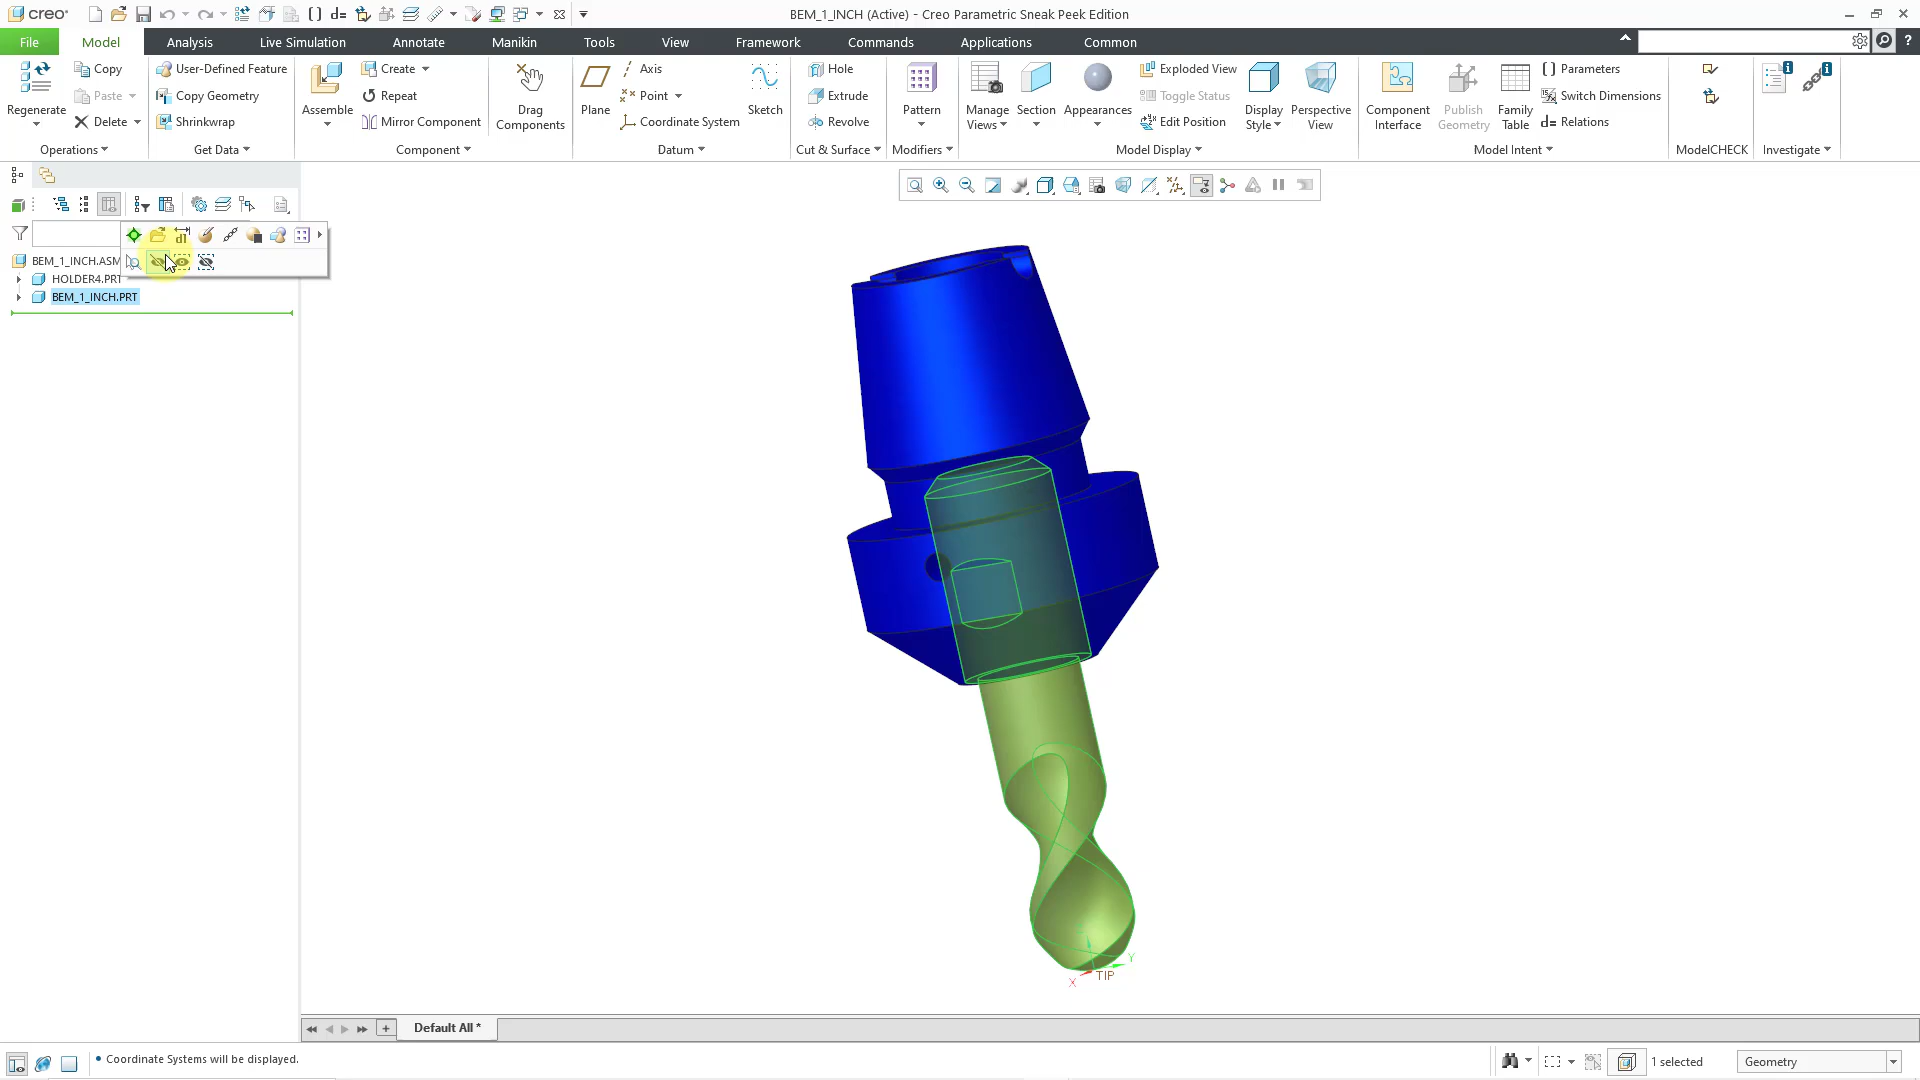 creo
BEM_1_INCH (Active) - Creo Parametric Sneak Peek Edition
File Model Analysis Live Simulation Annotate Manikin Tools View Framework Commands Applications Common
Regenerate
Copy
Paste
Delete
Operations
User-Defined Feature
Copy Geometry
Shrinkwrap
Get Data
Assemble
Create
Repeat
Mirror Component
Component
Drag
Components
Plane
Axis
Point
Coordinate System
Sketch
Datum
Hole
Extrude
Revolve
Cut & Surface
Pattern
Modifiers
Manage
Views
Section
Appearances
Exploded View
Toggle Status
Edit Position
Display
Style
Perspective
View
Model Display
Component
Interface
Publish
Geometry
Family
Table
Parameters
Switch Dimensions
d= Relations
Model Intent
ModelCHECK
Investigate
BEM_1_INCH.ASM
HOLDER4.PRT
BEM_1_INCH.PRT
Y
X
TIP
Default All *
• Coordinate Systems will be displayed.
1 selected
Geometry